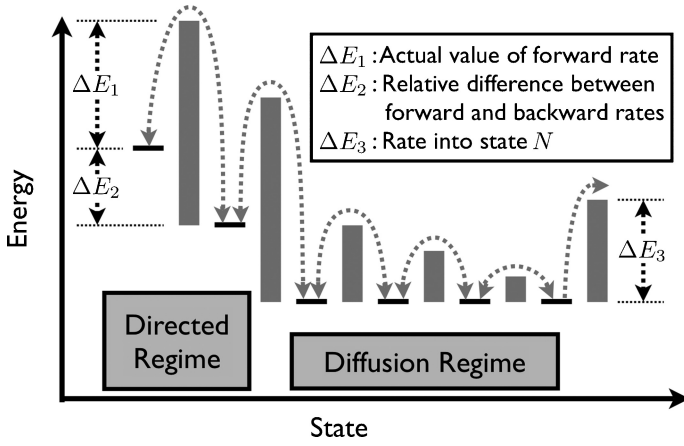 ΔE₁ : Actual value of forward rate
ΔE₂ : Relative difference between
forward and backward rates
ΔE₃ : Rate into state N
ΔE₁
ΔE₂
ΔE₃
Energy
Directed
Regime
Diffusion Regime
State